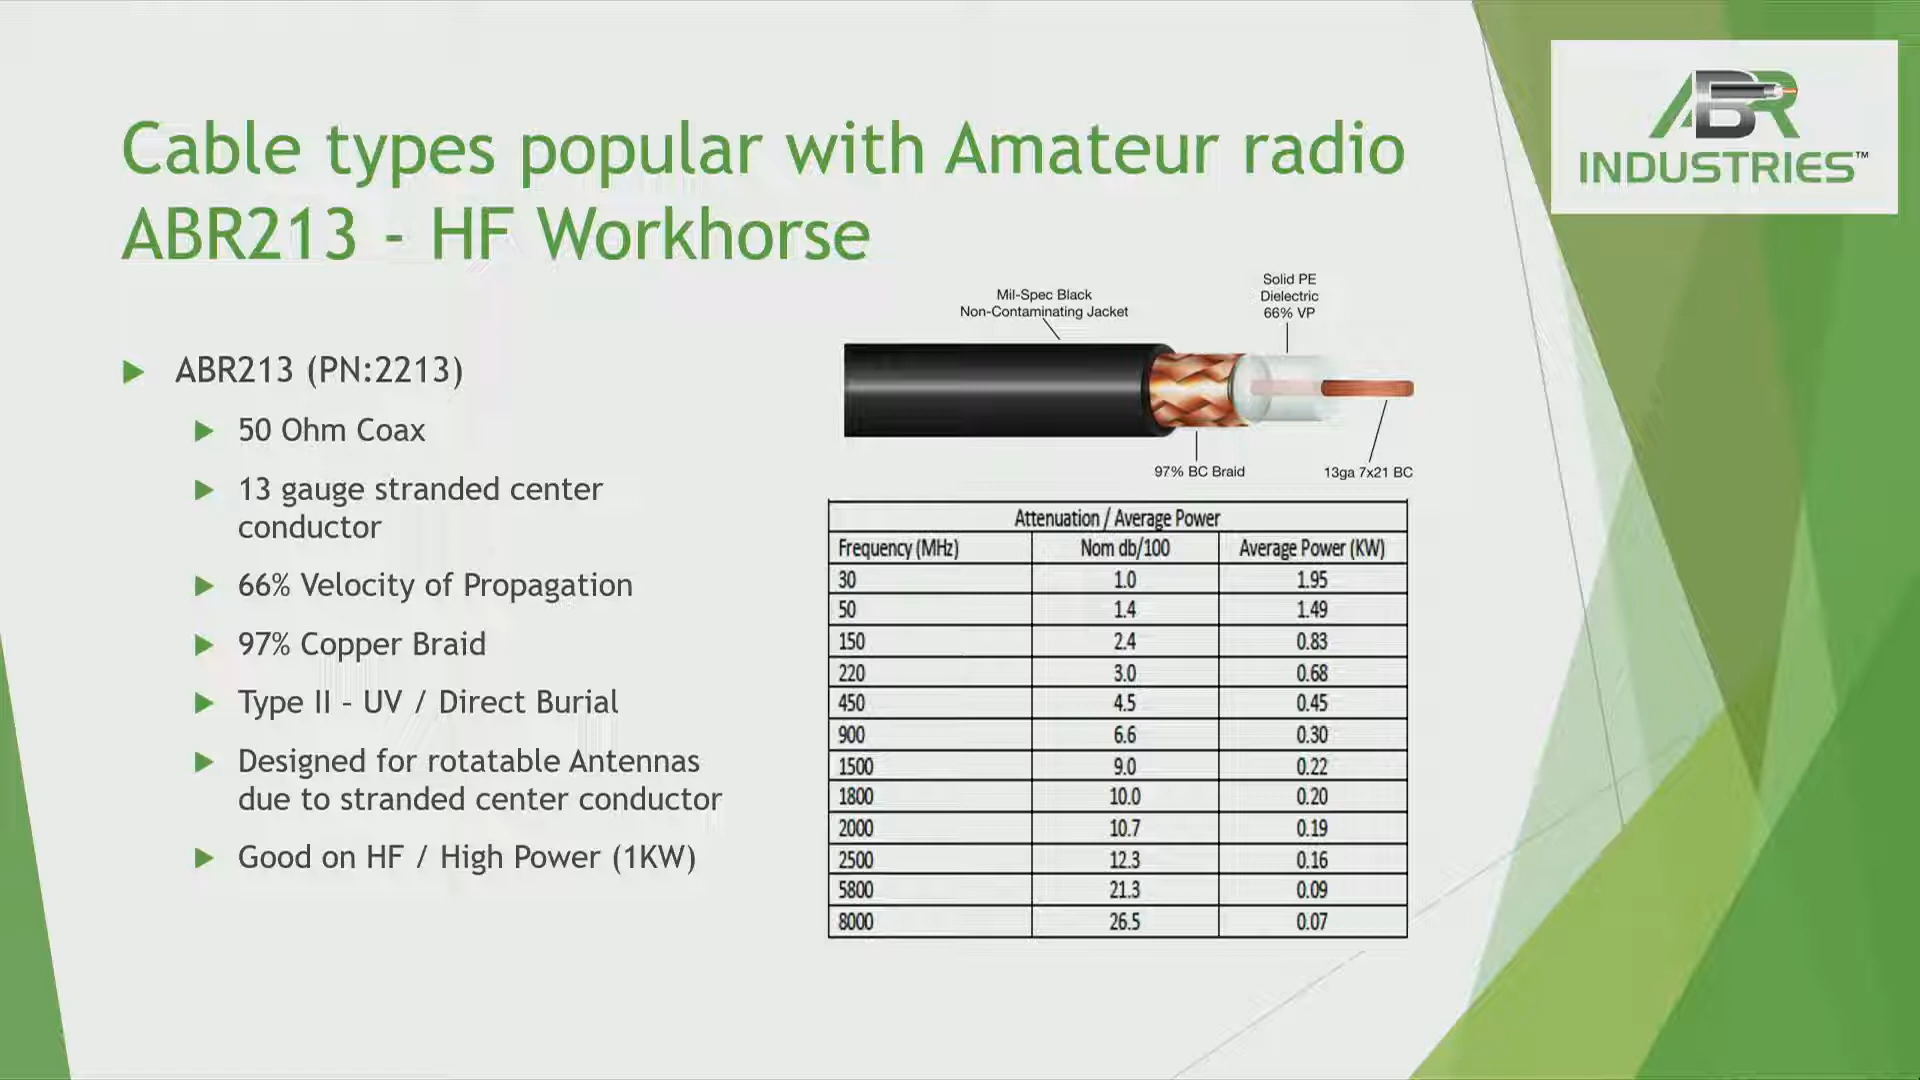 Cable types popular with Amateur radio
ABR213 - HF Workhorse
ABR
INDUSTRIES™
ABR213 (PN:2213)
50 Ohm Coax
13 gauge stranded center
conductor
66% Velocity of Propagation
97% Copper Braid
Type II – UV / Direct Burial
Designed for rotatable Antennas
due to stranded center conductor
Good on HF / High Power (1KW)
Mil-Spec Black
Non-Contaminating Jacket
Solid PE
Dielectric
66% VP
97% BC Braid
13ga 7x21 BC
Attenuation / Average Power
Frequency (MHz) Nom db/100 Average Power (KW)
30 1.0 1.95
50 1.4 1.49
150 2.4 0.83
220 3.0 0.68
450 4.5 0.45
900 6.6 0.30
1500 9.0 0.22
1800 10.0 0.20
2000 10.7 0.19
2500 12.3 0.16
5800 21.3 0.09
8000 26.5 0.07